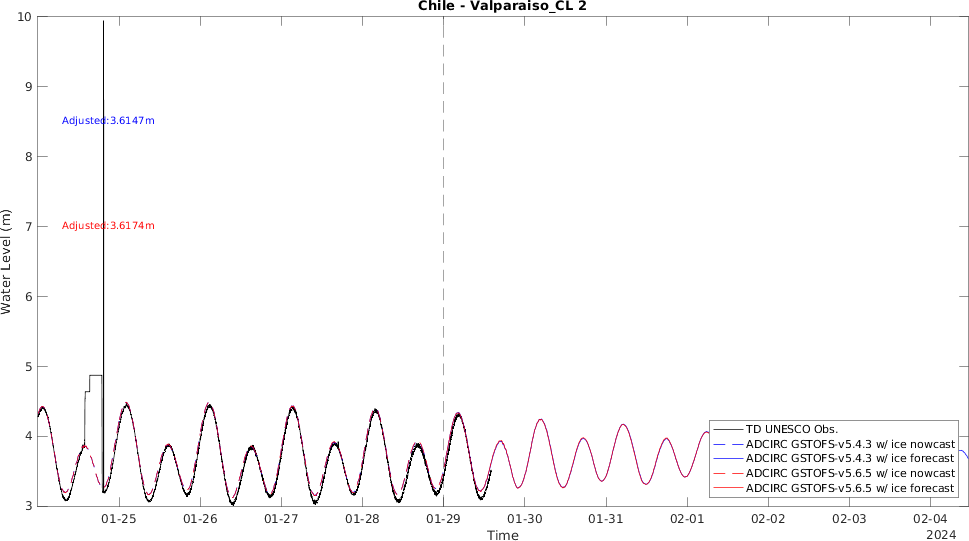 Chile - Valparaiso_CL 2
Water Level (m)
10
9
8
7
6
5
4
3
Adjusted:3.6147m
Adjusted:3.6174m
TD UNESCO Obs.
ADCIRC GSTOFS-v5.4.3 w/ ice nowcast
ADCIRC GSTOFS-v5.4.3 w/ ice forecast
ADCIRC GSTOFS-v5.6.5 w/ ice nowcast
ADCIRC GSTOFS-v5.6.5 w/ ice forecast
01-25 01-26 01-27 01-28 01-29 01-30 01-31 02-01 02-02 02-03 02-04
Time
2024